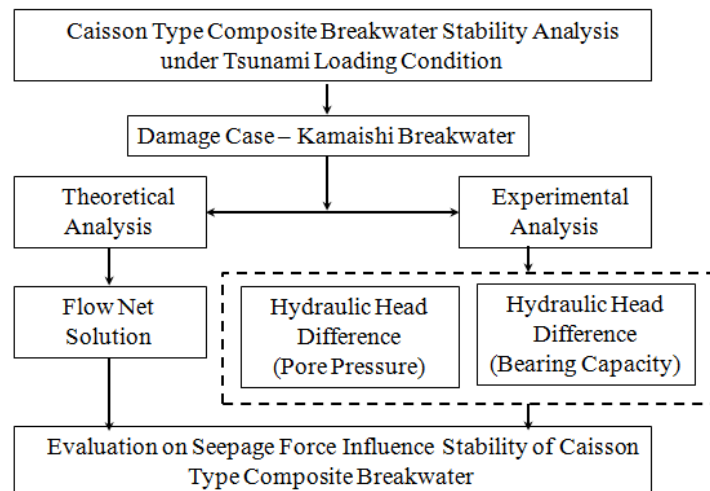 Caisson Type Composite Breakwater Stability Analysis
under Tsunami Loading Condition
Damage Case – Kamaishi Breakwater
Theoretical
Analysis
Experimental
Analysis
Flow Net
Solution
Hydraulic Head
Difference
(Pore Pressure)
Hydraulic Head
Difference
(Bearing Capacity)
Evaluation on Seepage Force Influence Stability of Caisson
Type Composite Breakwater